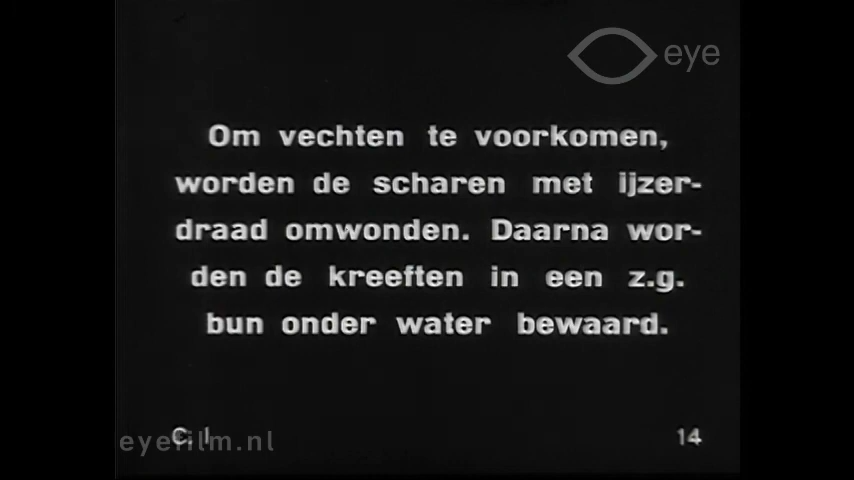 eye
Om vechten te voorkomen,
worden de scharen met ijzer-
draad omwonden. Daarna wor-
den de kreeften in een z.g.
bun onder water bewaard.
C. I
14
eyefilm.nl